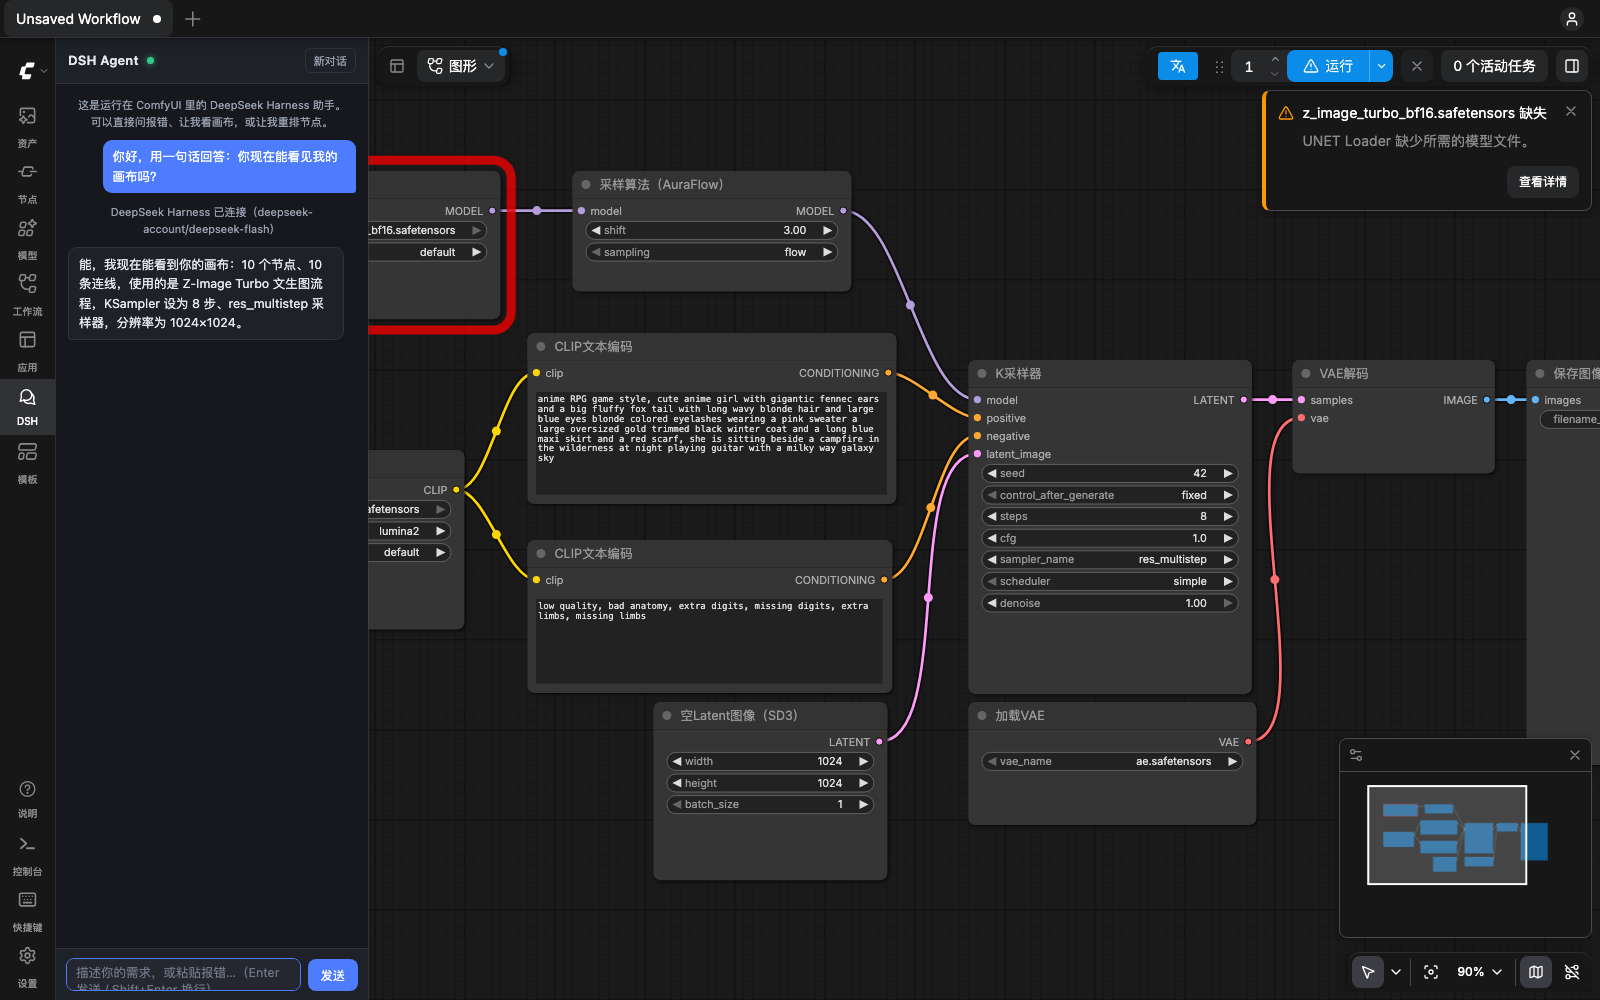 Unsaved Workflow
DSH Agent
新对话
图形
1
运行
0 个活动任务
资产
节点
模型
工作流
应用
DSH
模板
说明
控制台
快捷键
设置
这是运行在 ComfyUI 里的 DeepSeek Harness 助手。
可以直接问报错、让我看画布，或让我重排节点。
你好，用一句话回答：你现在能看见我的
画布吗？
DeepSeek Harness 已连接（deepseek-
account/deepseek-flash）
能，我现在能看到你的画布：10 个节点、10
条连线，使用的是 Z-Image Turbo 文生图流
程，KSampler 设为 8 步、res_multistep 采
样器，分辨率为 1024×1024。
描述你的需求，或粘贴报错...（Enter
发送 / Shift+Enter 换行）
发送
z_image_turbo_bf16.safetensors 缺失
UNET Loader 缺少所需的模型文件。
查看详情
MODEL
_bf16.safetensors
default
采样算法（AuraFlow）
model MODEL
shift 3.00
sampling flow
CLIP
afetensors
lumina2
default
CLIP文本编码
clip CONDITIONING
anime RPG game style, cute anime girl with gigantic fennec ears
and a big fluffy fox tail with long wavy blonde hair and large
blue eyes blonde colored eyelashes wearing a pink sweater a
large oversized gold trimmed black winter coat and a long blue
maxi skirt and a red scarf, she is sitting beside a campfire in
the wilderness at night playing guitar with a milky way galaxy
sky
CLIP文本编码
clip CONDITIONING
low quality, bad anatomy, extra digits, missing digits, extra
limbs, missing limbs
空Latent图像（SD3）
LATENT
width 1024
height 1024
batch_size 1
K采样器
model LATENT
positive
negative
latent_image
seed 42
control_after_generate fixed
steps 8
cfg 1.0
sampler_name res_multistep
scheduler simple
denoise 1.00
加载VAE
VAE
vae_name ae.safetensors
VAE解码
samples IMAGE
vae
保存图像
images
filename_
90%